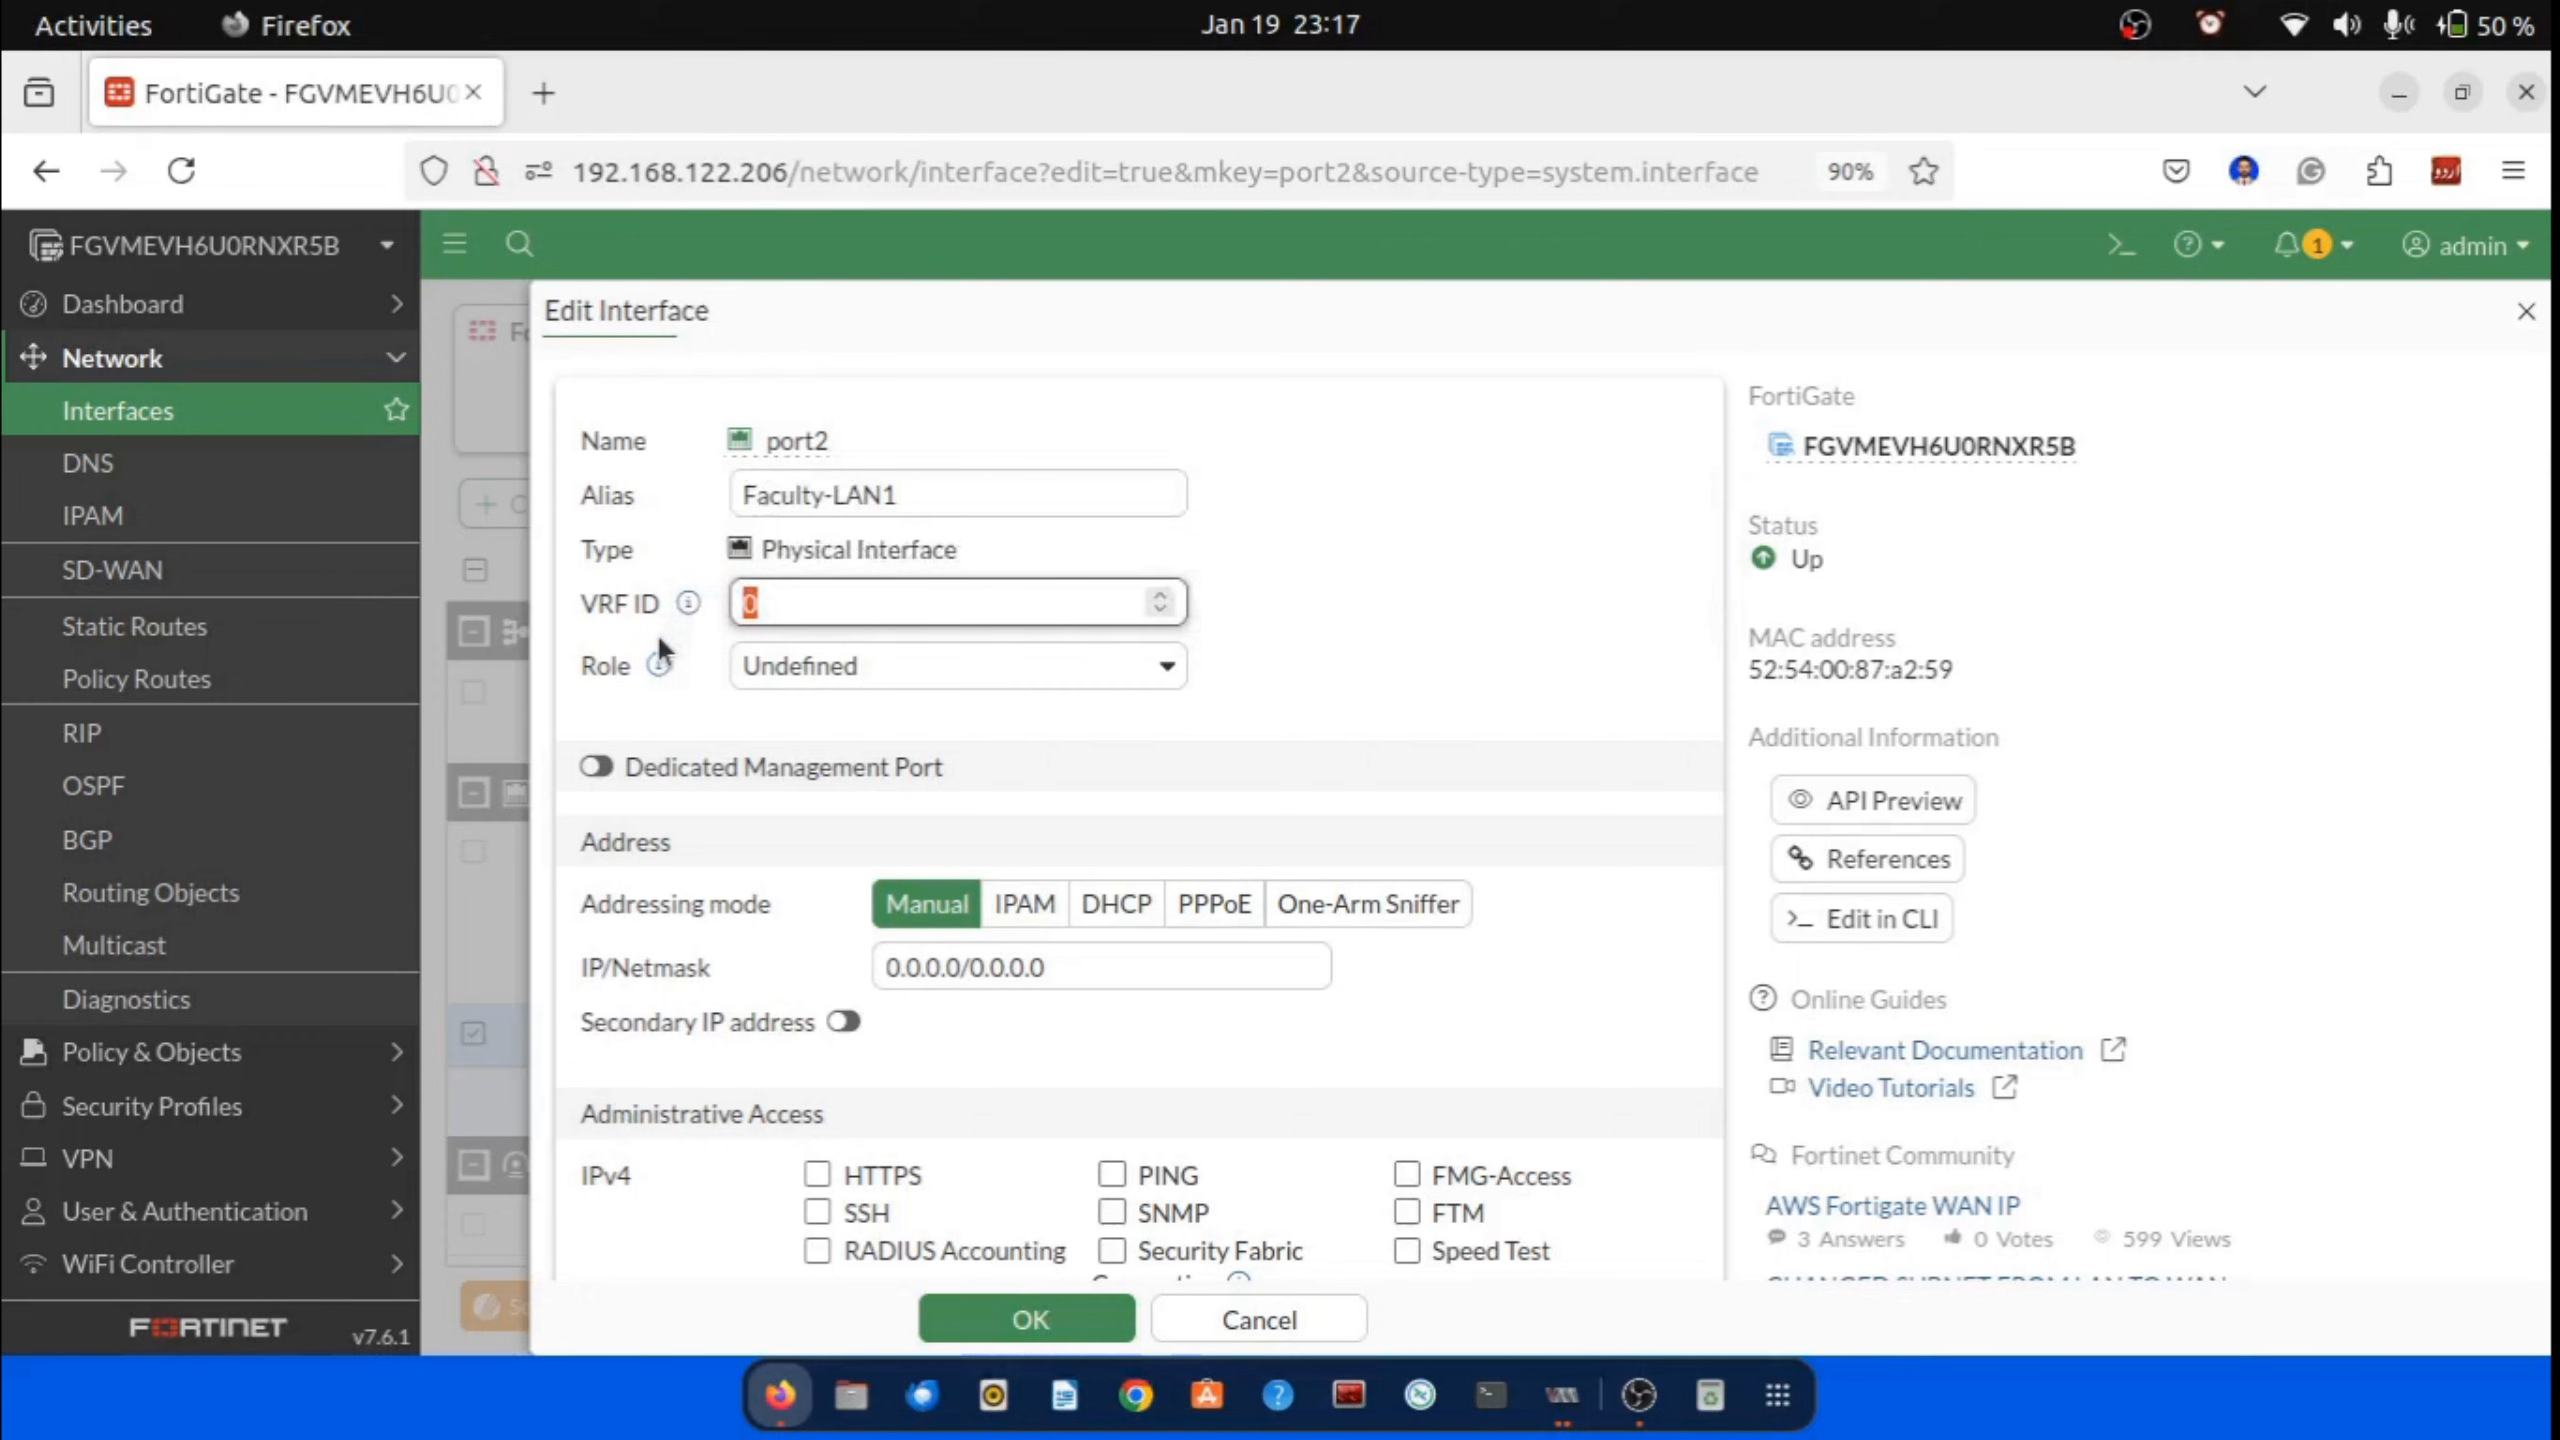 Activities Firefox Jan 19 23:17 50 %
FortiGate - FGVMEVH6U0
192.168.122.206/network/interface?edit=true&mkey=port2&source-type=system.interface 90%
FGVMEVH6U0RNXR5B 1 admin
Dashboard
Network
Interfaces
DNS
IPAM
SD-WAN
Static Routes
Policy Routes
RIP
OSPF
BGP
Routing Objects
Multicast
Diagnostics
Policy & Objects
Security Profiles
VPN
User & Authentication
WiFi Controller
FORTINET v7.6.1
Edit Interface
Name port2
Alias Faculty-LAN1
Type Physical Interface
VRF ID 0
Role Undefined
Dedicated Management Port
Address
Addressing mode Manual IPAM DHCP PPPoE One-Arm Sniffer
IP/Netmask 0.0.0.0/0.0.0.0
Secondary IP address
Administrative Access
IPv4 HTTPS PING FMG-Access
SSH SNMP FTM
RADIUS Accounting Security Fabric Speed Test
OK Cancel
FortiGate
FGVMEVH6U0RNXR5B
Status
Up
MAC address
52:54:00:87:a2:59
Additional Information
API Preview
References
>_ Edit in CLI
Online Guides
Relevant Documentation
Video Tutorials
Fortinet Community
AWS Fortigate WAN IP
3 Answers 0 Votes 599 Views